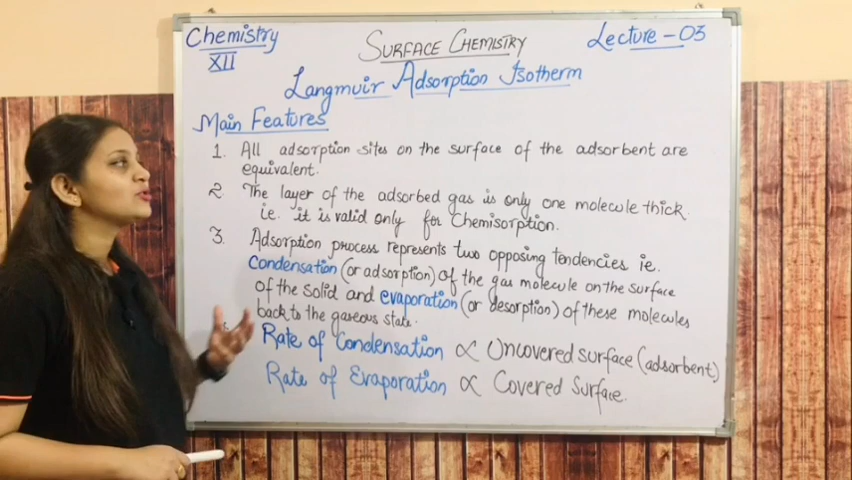 Chemistry
XII
SURFACE CHEMISTRY
Lecture - 03
Langmuir Adsorption Isotherm
Main Features
1. All adsorption sites on the surface of the adsorbent are
equivalent.
2 The layer of the adsorbed gas is only one molecule thick.
i.e. it is valid only for Chemisorption.
3. Adsorption process represents two opposing tendencies ie.
Condensation (or adsorption) of the gas molecule on the surface
of the solid and evaporation (or desorption) of these molecules
back to the gaseous state.
Rate of Condensation ∝ Uncovered surface (adsorbent)
Rate of Evaporation ∝ Covered Surface.